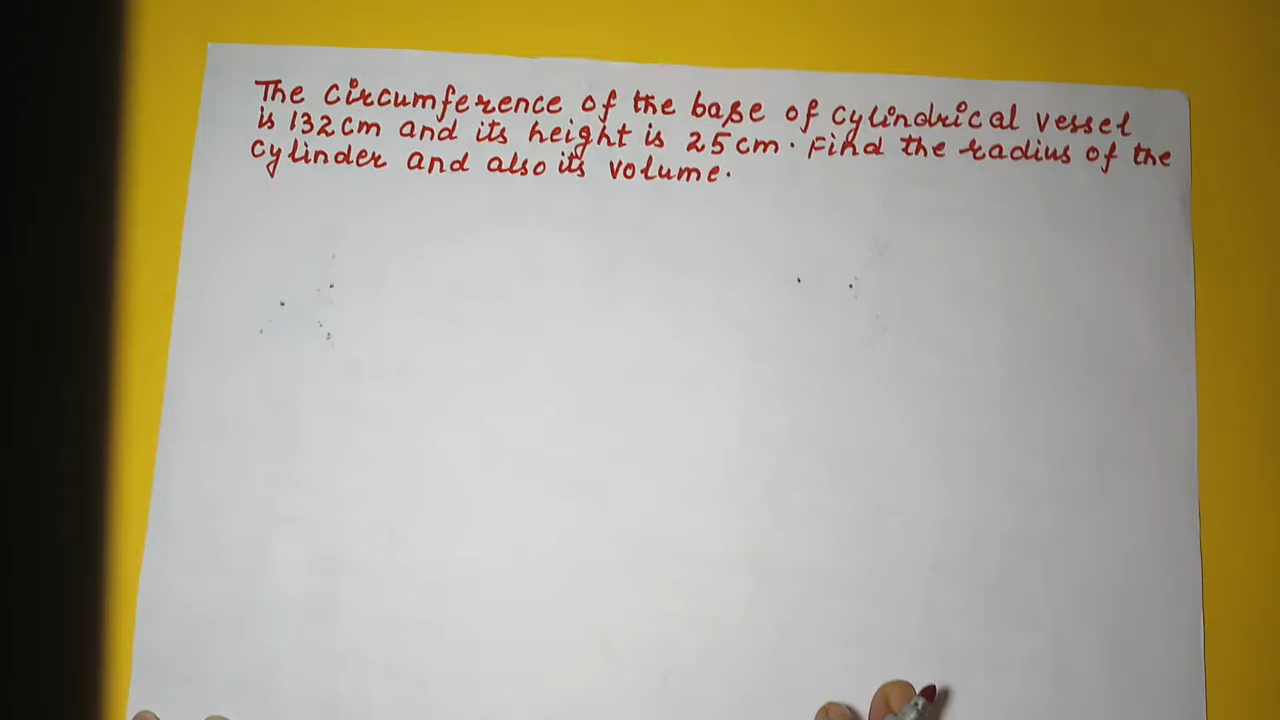 The circumference of the base of cylindrical vessel
is 132cm and its height is 25cm. Find the radius of the
cylinder and also its volume.